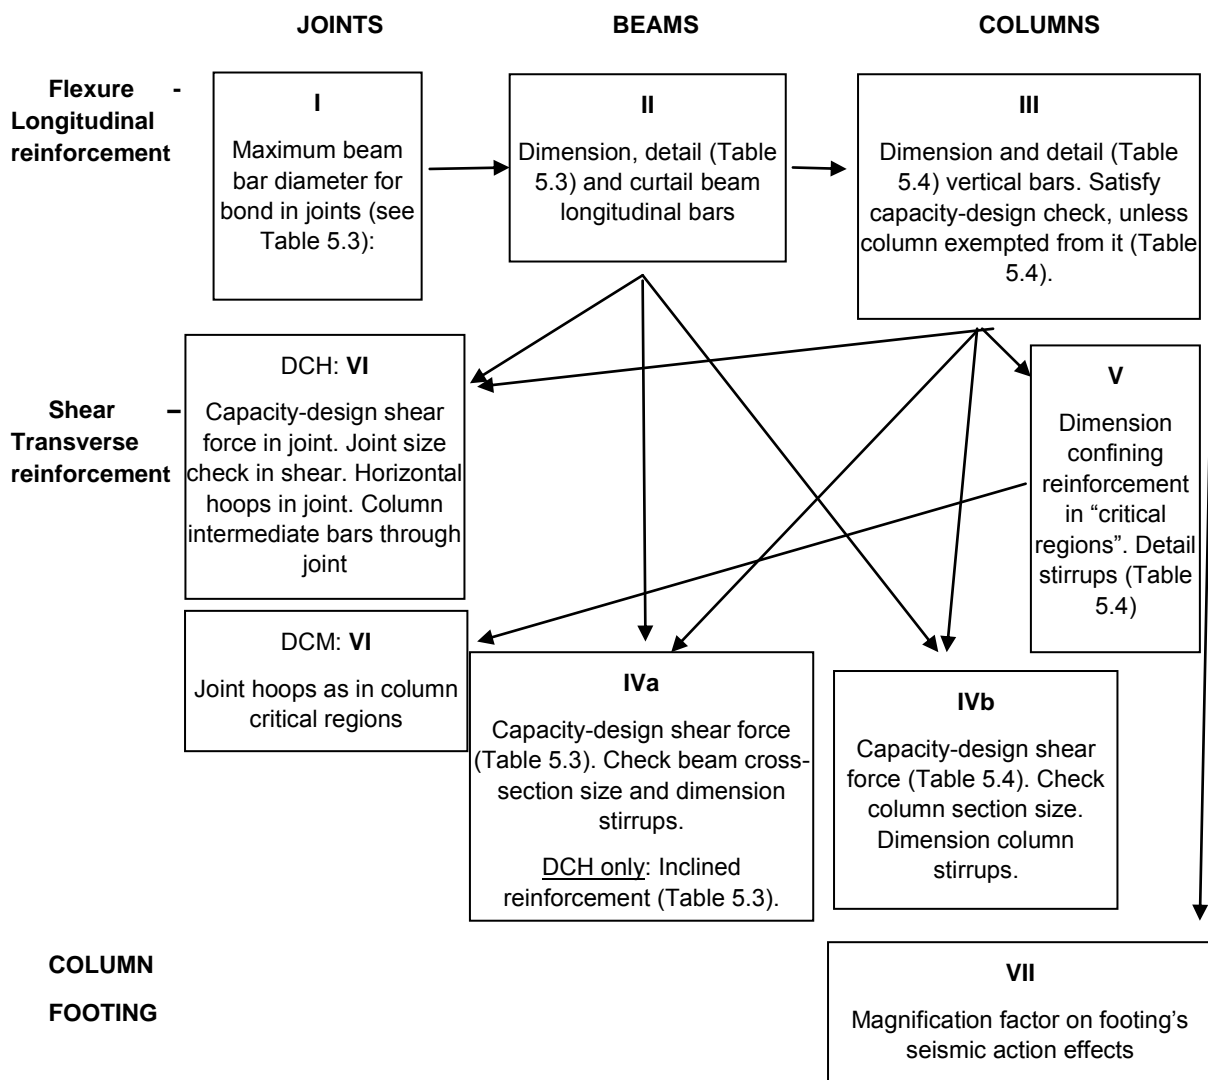 JOINTS
BEAMS
COLUMNS
Flexure -
Longitudinal
reinforcement
I
Maximum beam
bar diameter for
bond in joints (see
Table 5.3):
II
Dimension, detail (Table
5.3) and curtail beam
longitudinal bars
III
Dimension and detail (Table
5.4) vertical bars. Satisfy
capacity-design check, unless
column exempted from it (Table
5.4).
Shear –
Transverse
reinforcement
DCH: VI
Capacity-design shear
force in joint. Joint size
check in shear. Horizontal
hoops in joint. Column
intermediate bars through
joint
V
Dimension
confining
reinforcement
in “critical
regions”. Detail
stirrups (Table
5.4)
DCM: VI
Joint hoops as in column
critical regions
IVa
Capacity-design shear force
(Table 5.3). Check beam cross-
section size and dimension
stirrups.
DCH only: Inclined
reinforcement (Table 5.3).
IVb
Capacity-design shear
force (Table 5.4). Check
column section size.
Dimension column
stirrups.
COLUMN
FOOTING
VII
Magnification factor on footing’s
seismic action effects